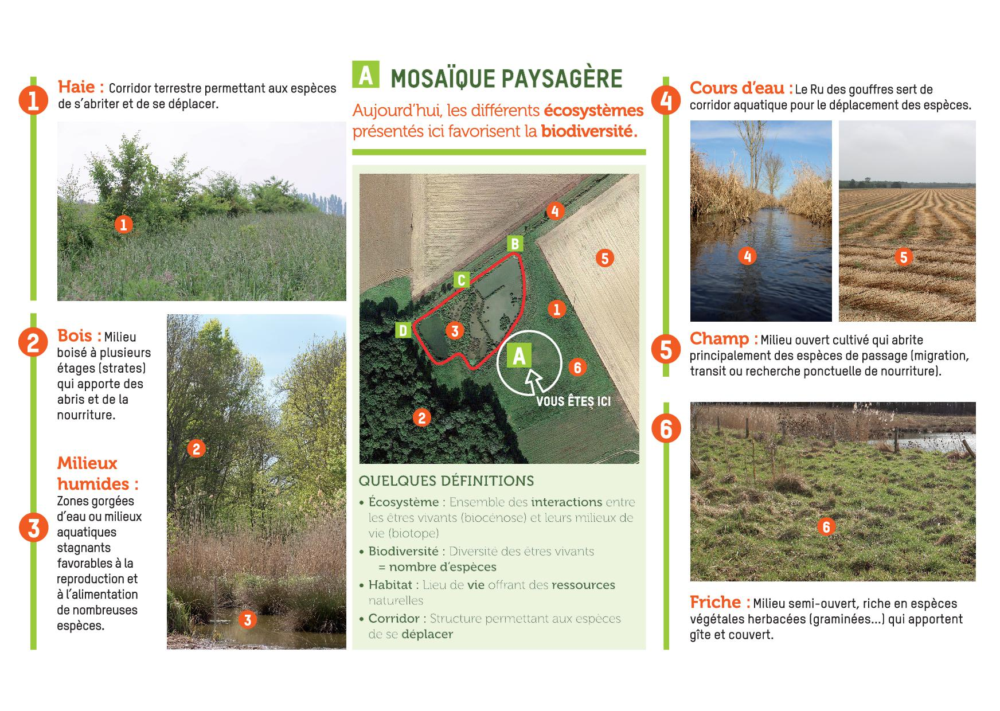 1
Haie : Corridor terrestre permettant aux espèces
de s'abriter et de se déplacer.
1
2
Bois : Milieu
boisé à plusieurs
étages (strates)
qui apporte des
abris et de la
nourriture.
3
Milieux
humides :
Zones gorgées
d'eau ou milieux
aquatiques
stagnants
favorables à la
reproduction et
à l'alimentation
de nombreuses
espèces.
2
3
A MOSAÏQUE PAYSAGÈRE
Aujourd'hui, les différents écosystèmes
présentés ici favorisent la biodiversité.
4
B
5
C
1
D
3
A
6
VOUS ÊTES ICI
2
QUELQUES DÉFINITIONS
• Écosystème : Ensemble des interactions entre
les êtres vivants (biocénose) et leurs milieux de
vie (biotope)
• Biodiversité : Diversité des êtres vivants
= nombre d'espèces
• Habitat : Lieu de vie offrant des ressources
naturelles
• Corridor : Structure permettant aux espèces
de se déplacer
4
Cours d'eau : Le Ru des gouffres sert de
corridor aquatique pour le déplacement des espèces.
4
5
5
Champ : Milieu ouvert cultivé qui abrite
principalement des espèces de passage (migration,
transit ou recherche ponctuelle de nourriture).
6
6
Friche : Milieu semi-ouvert, riche en espèces
végétales herbacées (graminées...) qui apportent
gîte et couvert.